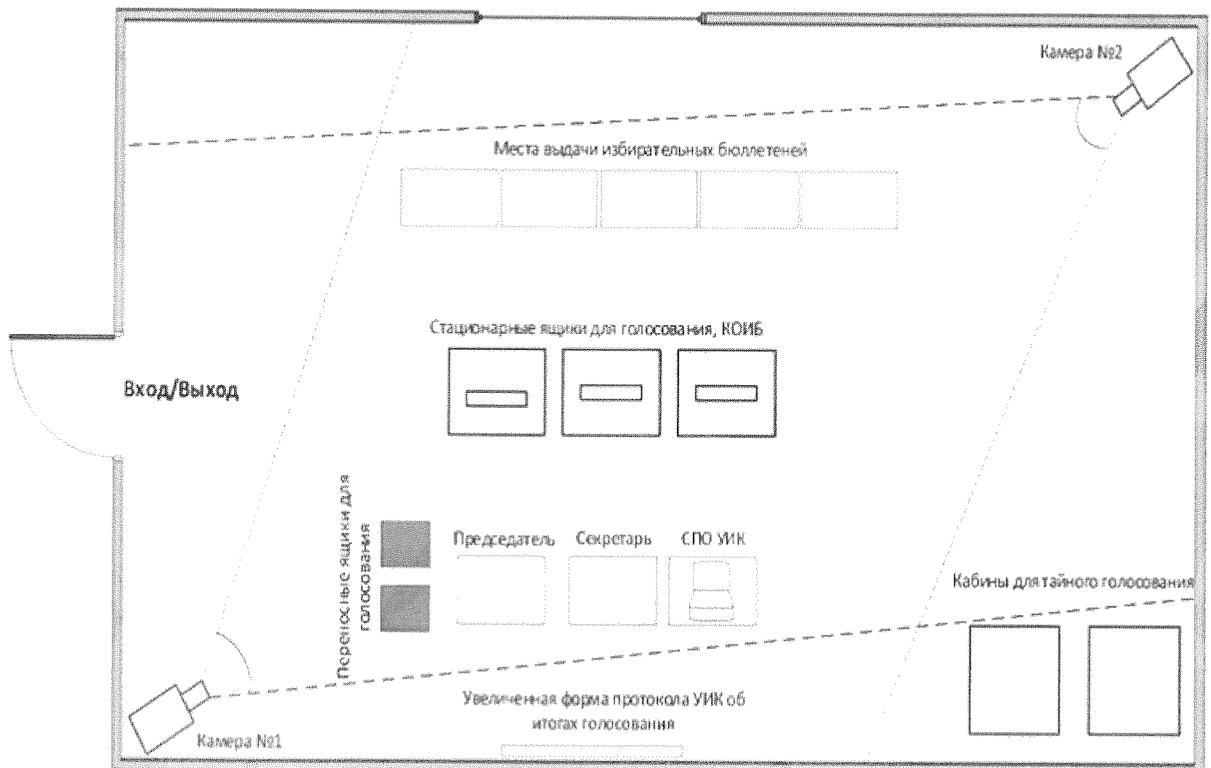 Камера №2
Места выдачи избирательных бюллетеней
Стационарные ящики для голосования, КОИБ
Вход/Выход
Переносные ящики для
голосования
Председатель
Секретарь
СПО УИК
Кабины для тайного голосования
Увеличенная форма протокола УИК об
итогах голосования
Камера №1